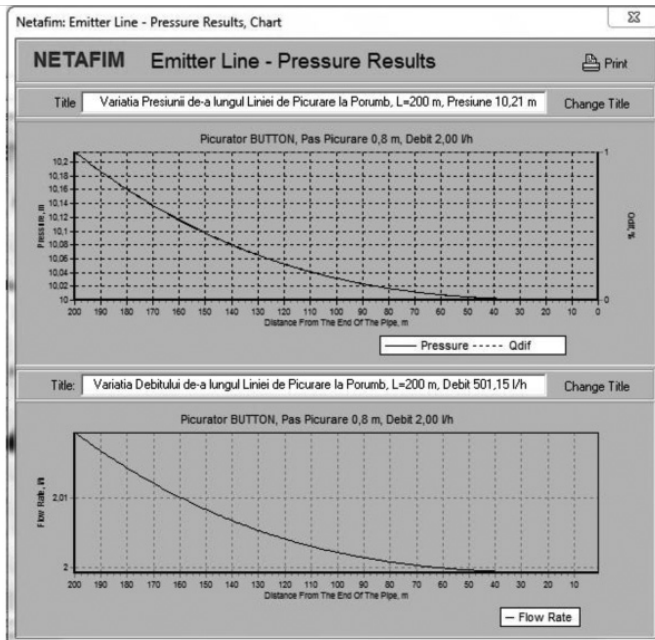 Netafim: Emitter Line - Pressure Results, Chart
NETAFIM Emitter Line - Pressure Results Print
Title Variatia Presiunii de-a lungul Liniei de Picurare la Porumb, L=200 m, Presiune 10,21 m Change Title
Picurator BUTTON, Pas Picurare 0,8 m, Debit 2,00 l/h
Pressure, m
10,2
10,18
10,16
10,14
10,12
10,1
10,08
10,06
10,04
10,02
10
1
0
Qdif, %
200 190 180 170 160 150 140 130 120 110 100 90 80 70 60 50 40 30 20 10 0
Distance From The End Of The Pipe, m
Pressure Qdif
Title: Variatia Debitului de-a lungul Liniei de Picurare la Porumb, L=200 m, Debit 501,15 l/h Change Title
Picurator BUTTON, Pas Picurare 0,8 m, Debit 2,00 l/h
Flow Rate, l/h
2,01
2
200 190 180 170 160 150 140 130 120 110 100 90 80 70 60 50 40 30 20 10
Distance From The End Of The Pipe, m
Flow Rate